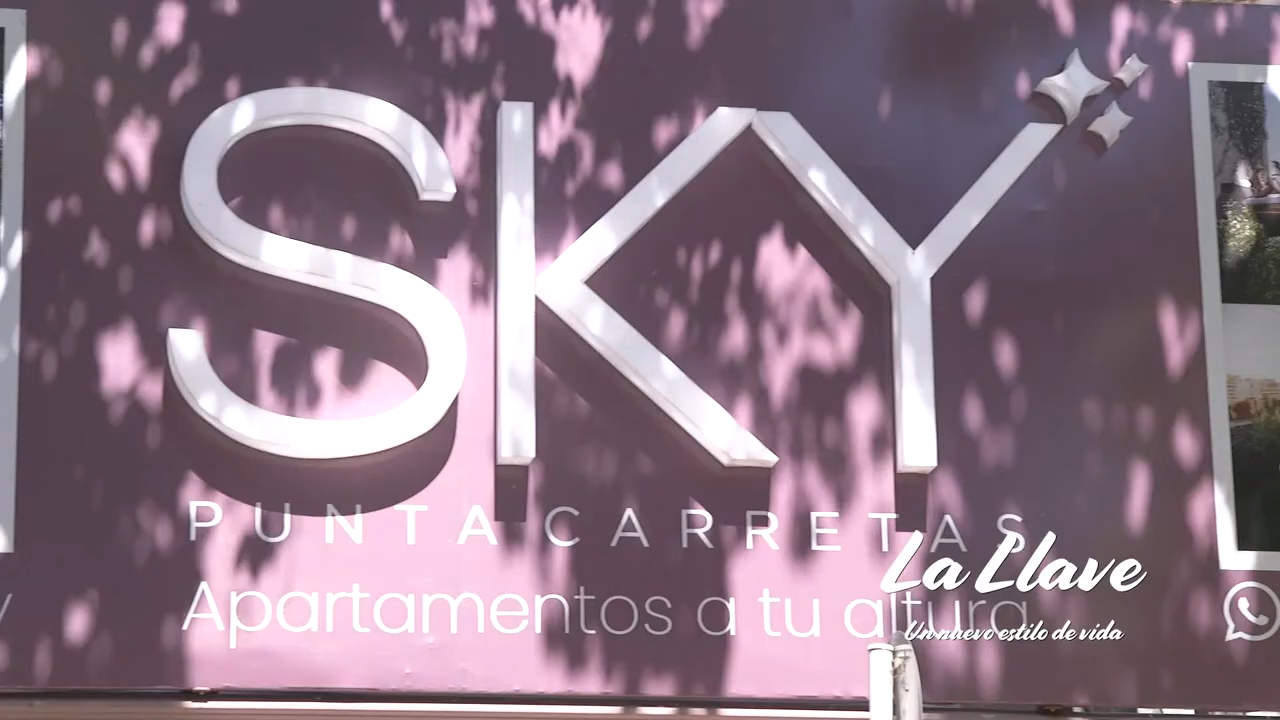 SKY
PUNTA CARRETAS
Apartamentos a tu altura
La Llave
Un nuevo estilo de vida